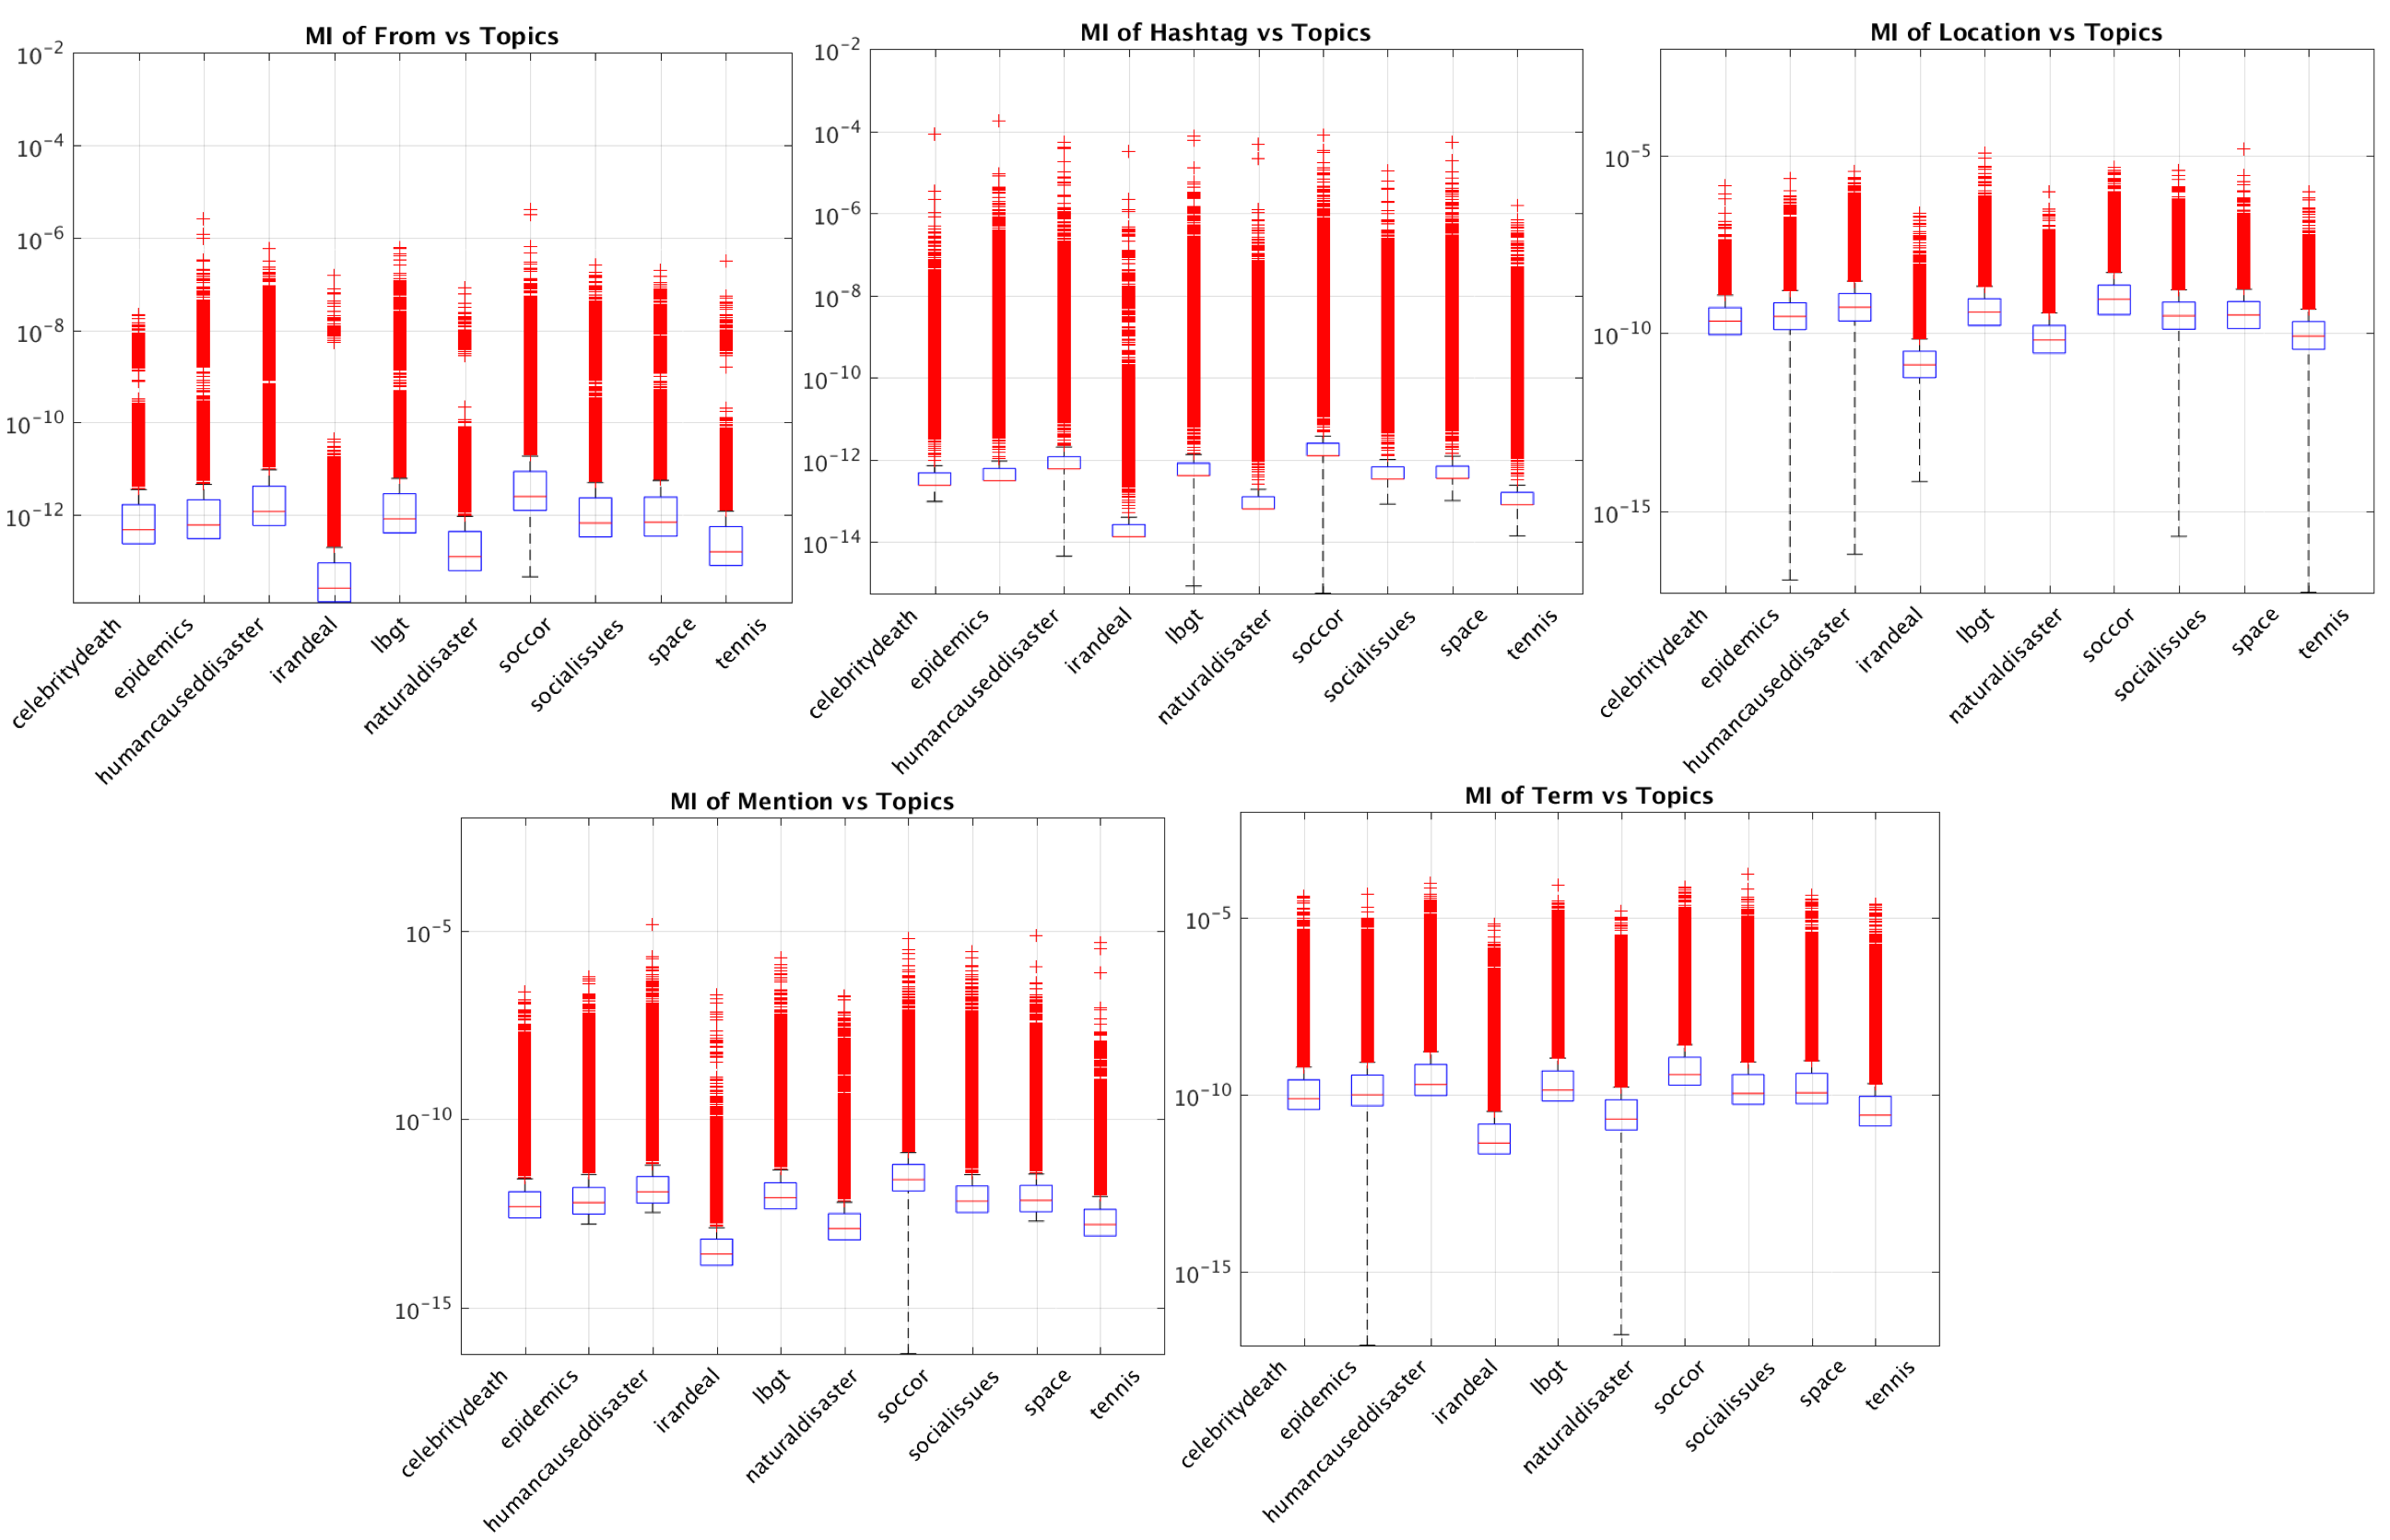 MI of From vs Topics
10^-2
10^-4
10^-6
10^-8
10^-10
10^-12
celebritydeath
epidemics
humancauseddisaster
irandeal
lbgt
naturaldisaster
soccor
socialissues
space
tennis
MI of Hashtag vs Topics
10^-2
10^-4
10^-6
10^-8
10^-10
10^-12
10^-14
celebritydeath
epidemics
humancauseddisaster
irandeal
lbgt
naturaldisaster
soccor
socialissues
space
tennis
MI of Location vs Topics
10^-5
10^-10
10^-15
celebritydeath
epidemics
humancauseddisaster
irandeal
lbgt
naturaldisaster
soccor
socialissues
space
tennis
MI of Mention vs Topics
10^-5
10^-10
10^-15
celebritydeath
epidemics
humancauseddisaster
irandeal
lbgt
naturaldisaster
soccor
socialissues
space
tennis
MI of Term vs Topics
10^-5
10^-10
10^-15
celebritydeath
epidemics
humancauseddisaster
irandeal
lbgt
naturaldisaster
soccor
socialissues
space
tennis